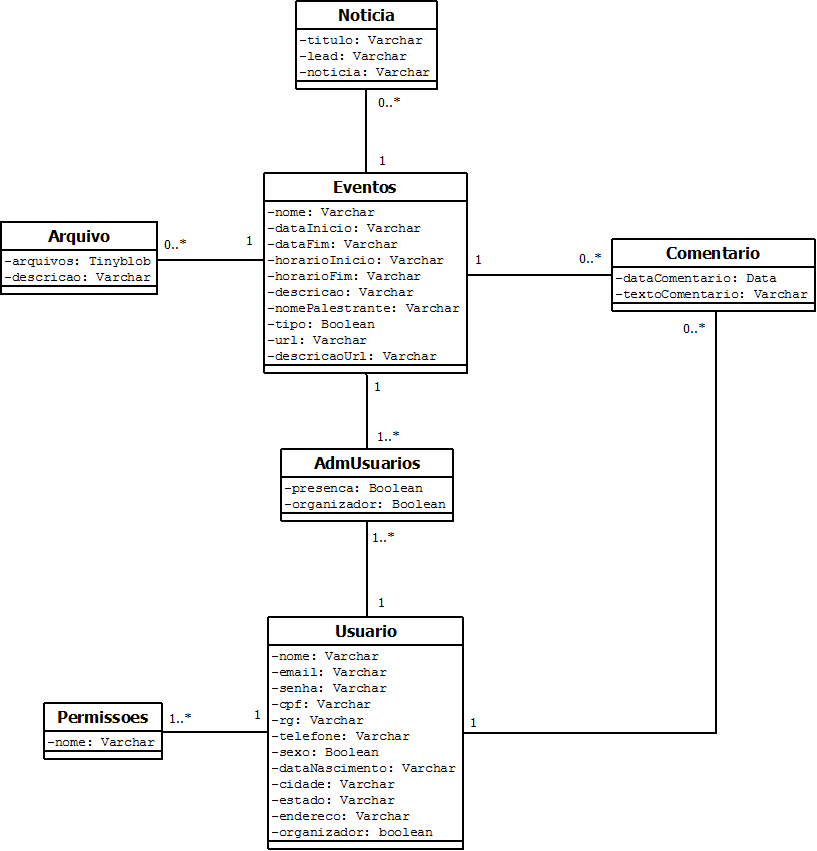 Noticia
-titulo: Varchar
-lead: Varchar
-noticia: Varchar
0..*
1
Eventos
-nome: Varchar
-dataInicio: Varchar
-dataFim: Varchar
-horarioInicio: Varchar
-horarioFim: Varchar
-descricao: Varchar
-nomePalestrante: Varchar
-tipo: Boolean
-url: Varchar
-descricaoUrl: Varchar
Arquivo
-arquivos: Tinyblob
-descricao: Varchar
0..*
1
1
0..*
Comentario
-dataComentario: Data
-textoComentario: Varchar
0..*
1
1..*
AdmUsuarios
-presenca: Boolean
-organizador: Boolean
1..*
1
Usuario
-nome: Varchar
-email: Varchar
-senha: Varchar
-cpf: Varchar
-rg: Varchar
-telefone: Varchar
-sexo: Boolean
-dataNascimento: Varchar
-cidade: Varchar
-estado: Varchar
-endereco: Varchar
-organizador: boolean
Permissoes
-nome: Varchar
1..*
1
1